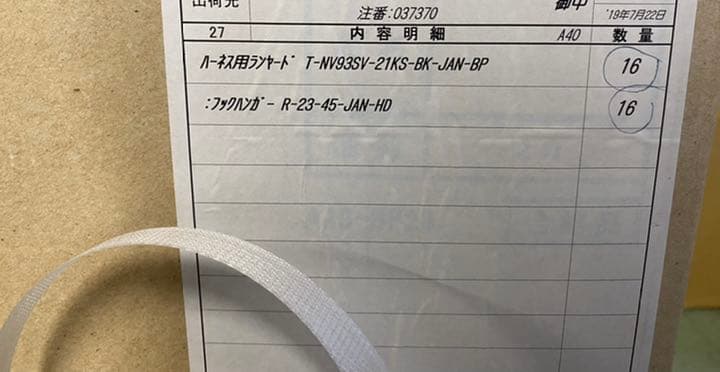 出荷先 御中
注番:037370 '19年7月22日
27 内容明細 A40 数量
ハーネス用ランヤード T-NV93SV-21KS-BK-JAN-BP 16
:フックハンガー R-23-45-JAN-HD 16